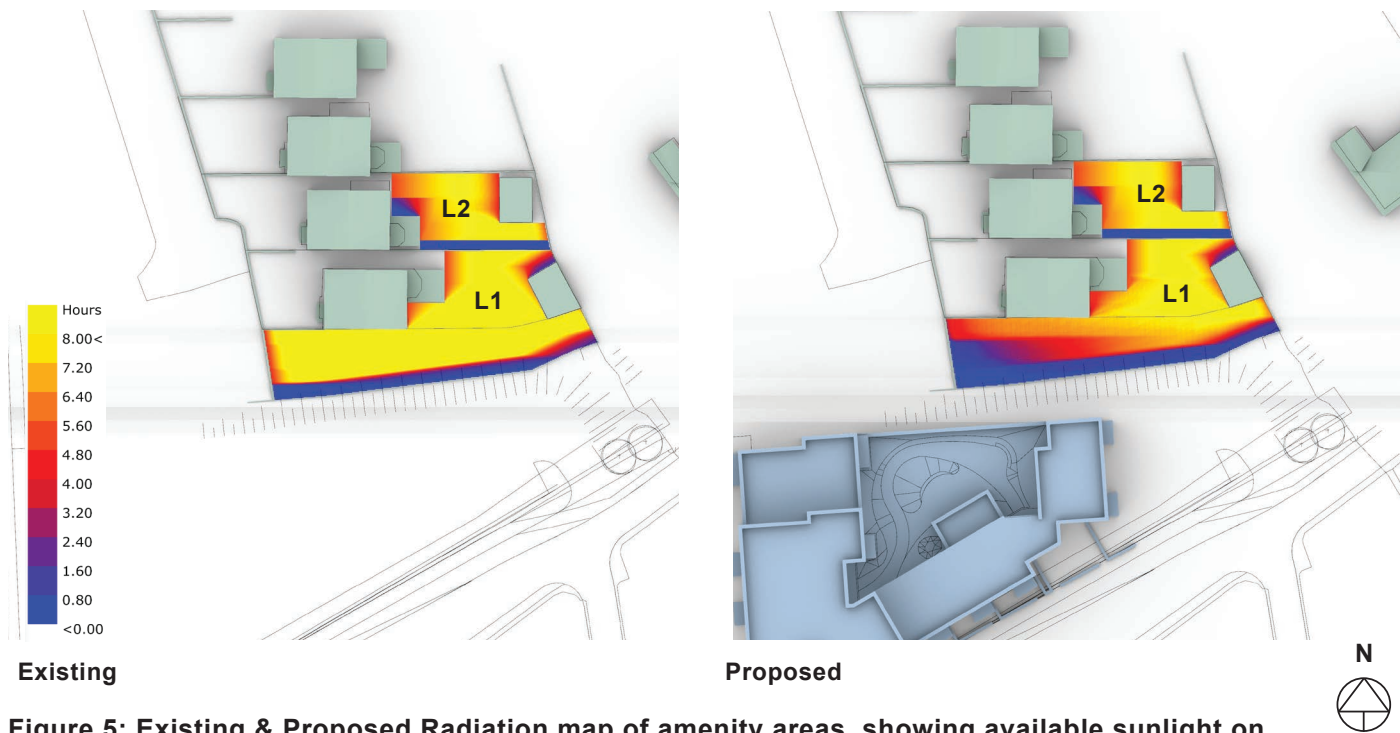 L2
L1
L2
L1
Hours
8.00<
7.20
6.40
5.60
4.80
4.00
3.20
2.40
1.60
0.80
<0.00
Existing
Proposed
N
Figure 5: Existing & Proposed Radiation map of amenity areas, showing available sunlight on